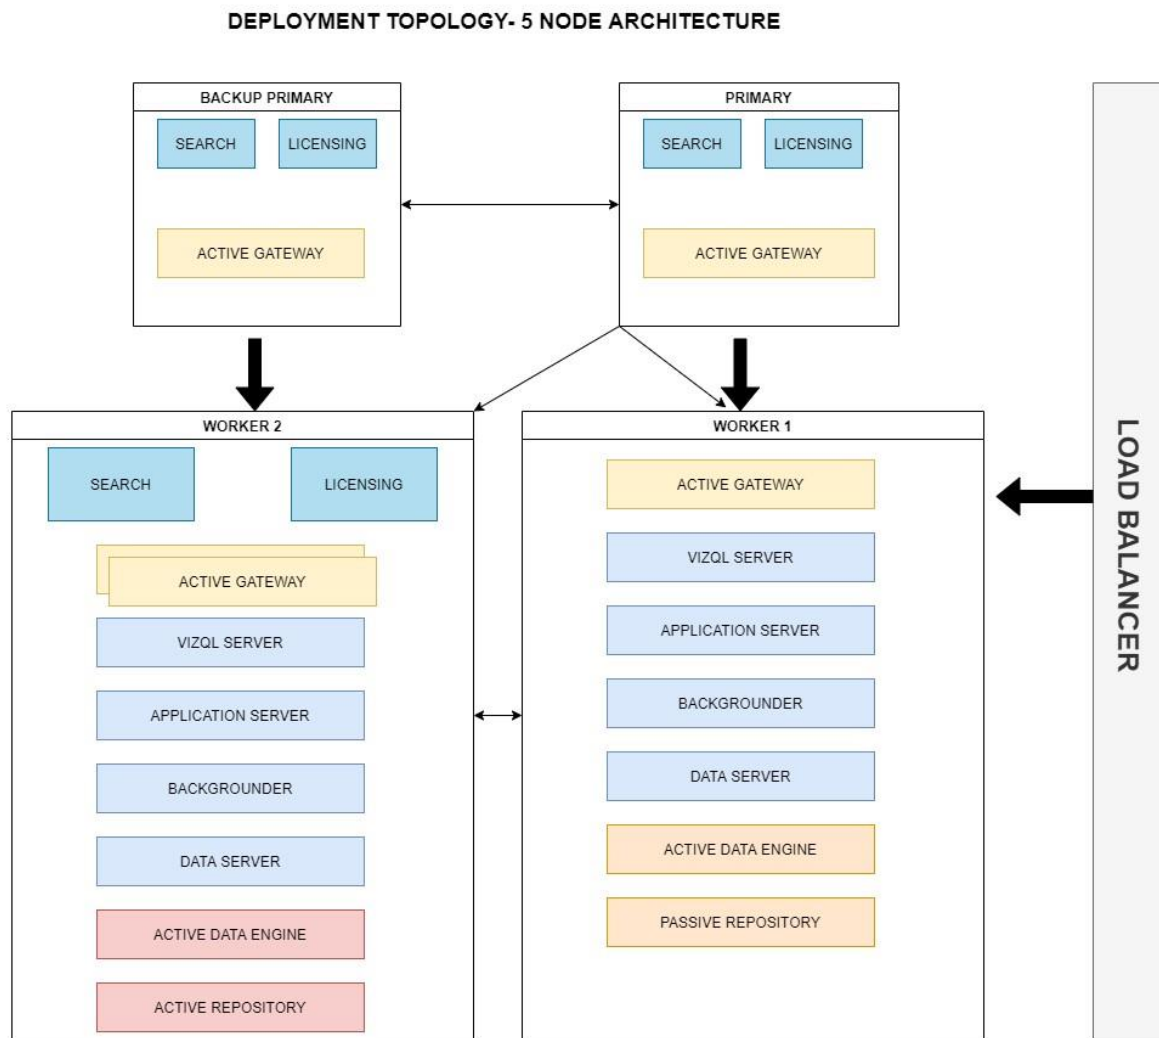 DEPLOYMENT TOPOLOGY- 5 NODE ARCHITECTURE
BACKUP PRIMARY
SEARCH
LICENSING
ACTIVE GATEWAY
PRIMARY
SEARCH
LICENSING
ACTIVE GATEWAY
WORKER 2
SEARCH
LICENSING
ACTIVE GATEWAY
VIZQL SERVER
APPLICATION SERVER
BACKGROUNDER
DATA SERVER
ACTIVE DATA ENGINE
ACTIVE REPOSITORY
WORKER 1
ACTIVE GATEWAY
VIZQL SERVER
APPLICATION SERVER
BACKGROUNDER
DATA SERVER
ACTIVE DATA ENGINE
PASSIVE REPOSITORY
LOAD BALANCER